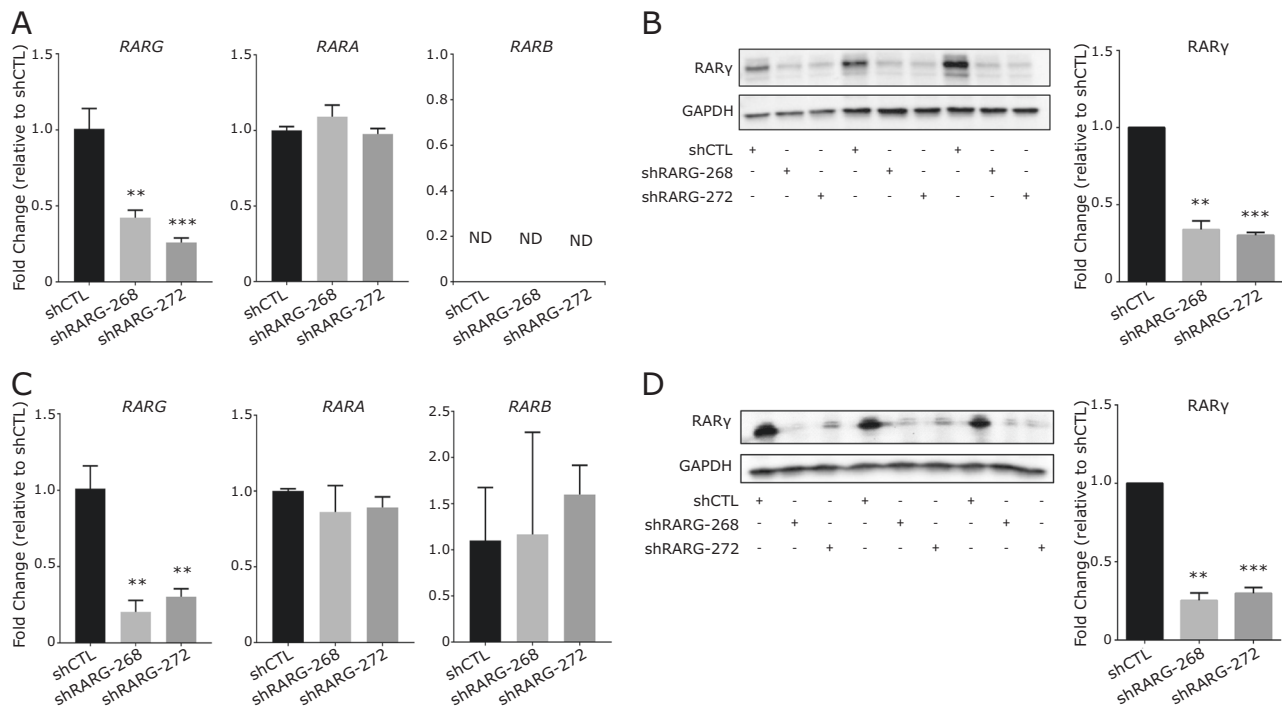 A
RARG
RARA
RARB
Fold Change (relative to shCTL)
1.5
1.0
0.5
0
** ***
shCTL
shRARG-268
shRARG-272
1.5
1.0
0.5
0
shCTL
shRARG-268
shRARG-272
1.0
0.8
0.6
0.4
0.2
0
ND ND ND
shCTL
shRARG-268
shRARG-272
B
RARγ
GAPDH
shCTL + - - + - - + - -
shRARG-268 - + - - + - - + -
shRARG-272 - - + - - + - - +
RARγ
Fold Change (relative to shCTL)
1.5
1.0
0.5
0
** ***
shCTL
shRARG-268
shRARG-272
C
RARG
RARA
RARB
Fold Change (relative to shCTL)
1.5
1.0
0.5
0
** **
shCTL
shRARG-268
shRARG-272
1.5
1.0
0.5
0
shCTL
shRARG-268
shRARG-272
2.5
2.0
1.5
1.0
0.5
0
shCTL
shRARG-268
shRARG-272
D
RARγ
GAPDH
shCTL + - - + - - + - -
shRARG-268 - + - - + - - + -
shRARG-272 - - + - - + - - +
RARγ
Fold Change (relative to shCTL)
1.5
1.0
0.5
0
** ***
shCTL
shRARG-268
shRARG-272